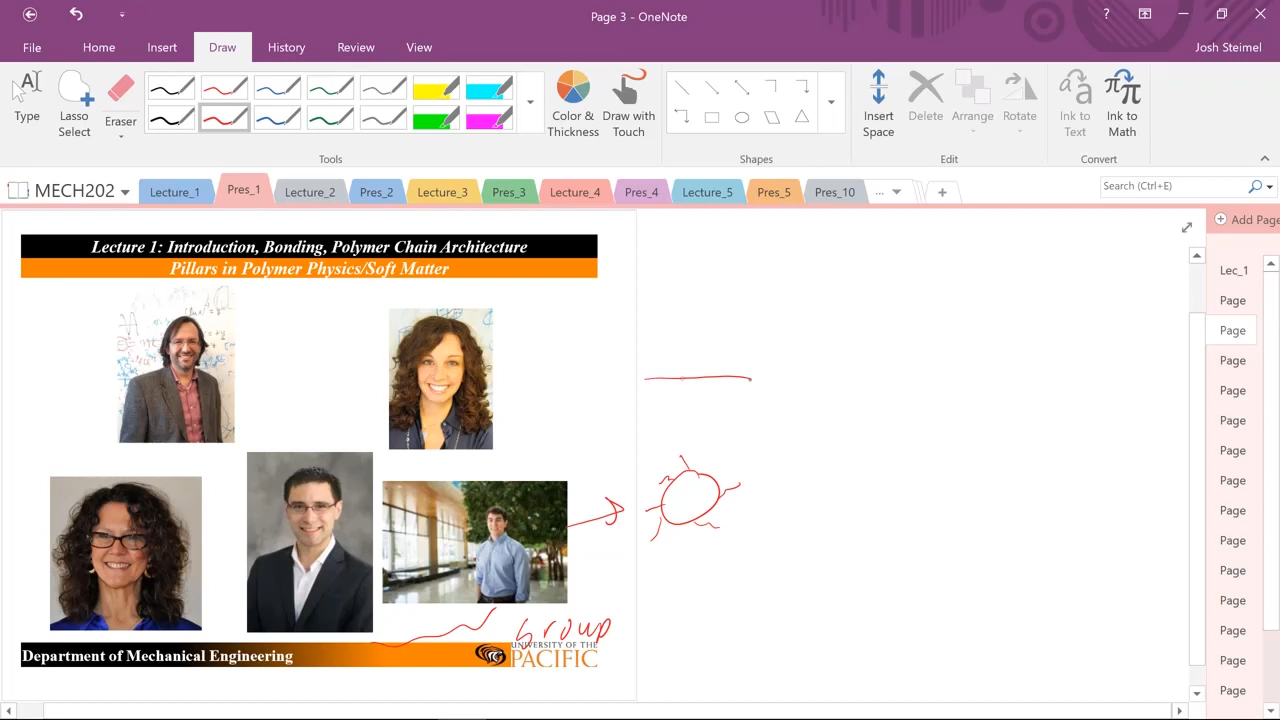 Page 3 - OneNote
?
File
Home
Insert
Draw
History
Review
View
Josh Steimel
Type
Lasso Select
Eraser
Color & Thickness
Draw with Touch
Insert Space
Delete
Arrange
Rotate
Ink to Text
Ink to Math
Tools
Shapes
Edit
Convert
MECH202
Lecture_1
Pres_1
Lecture_2
Pres_2
Lecture_3
Pres_3
Lecture_4
Pres_4
Lecture_5
Pres_5
Pres_10
...
Search (Ctrl+E)
Add Page
Lecture 1: Introduction, Bonding, Polymer Chain Architecture
Pillars in Polymer Physics/Soft Matter
Group
Department of Mechanical Engineering
UNIVERSITY OF THE
PACIFIC
Lec_1
Page
Page
Page
Page
Page
Page
Page
Page
Page
Page
Page
Page
Page
Page